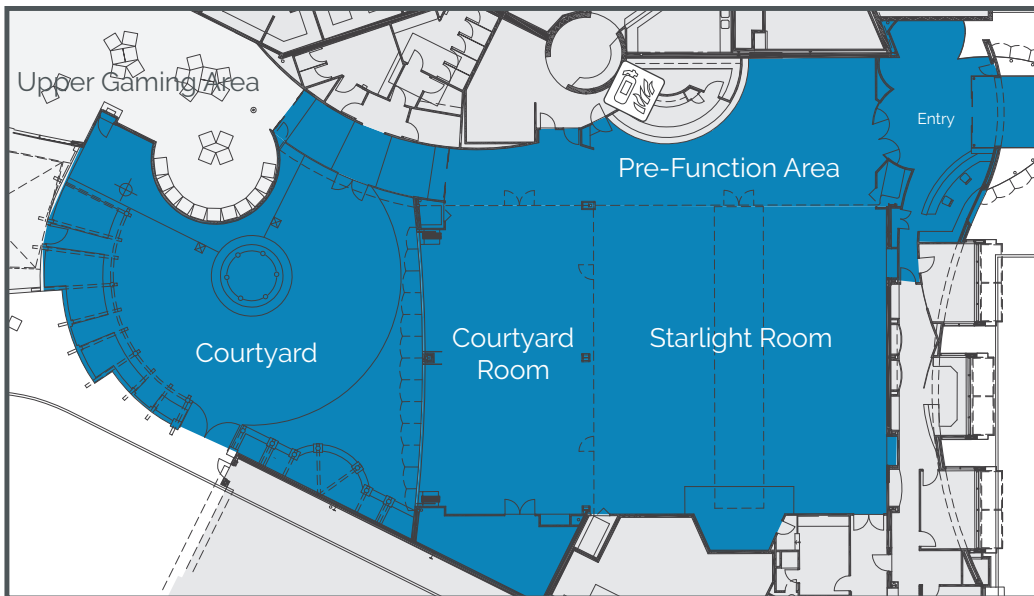 Upper Gaming Area
Entry
Pre-Function Area
Courtyard
Courtyard
Room
Starlight Room